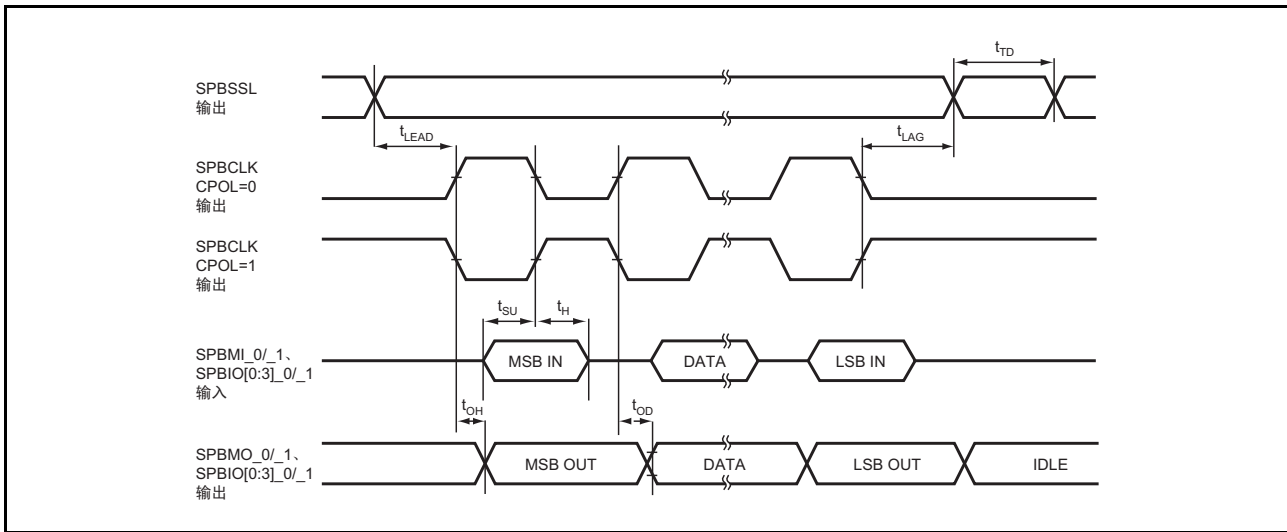 t_TD
SPBSSL
输出
t_LEAD
t_LAG
SPBCLK
CPOL=0
输出
SPBCLK
CPOL=1
输出
t_SU
t_H
SPBMI_0/_1、
SPBIO[0:3]_0/_1
输入
MSB IN
DATA
LSB IN
t_OH
t_OD
SPBMO_0/_1、
SPBIO[0:3]_0/_1
输出
MSB OUT
DATA
LSB OUT
IDLE